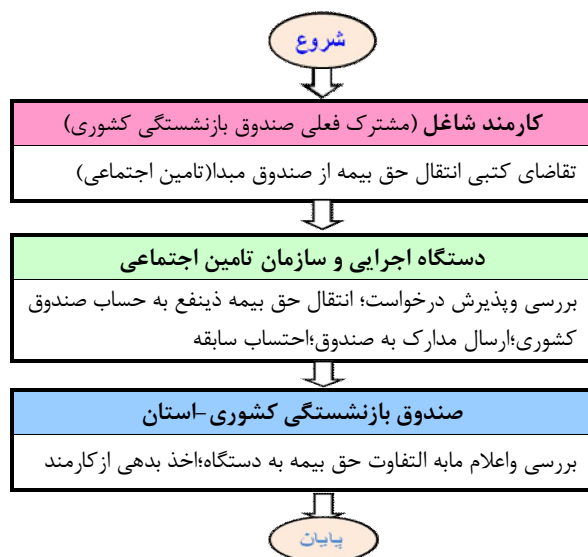 شروع
کارمند شاغل (مشترک فعلی صندوق بازنشستگی کشوری)
تقاضای کتبی انتقال حق بیمه از صندوق مبدا(تامین اجتماعی)
دستگاه اجرایی و سازمان تامین اجتماعی
بررسی وپذیرش درخواست؛ انتقال حق بیمه ذینفع به حساب صندوق
کشوری؛ارسال مدارک به صندوق؛احتساب سابقه
صندوق بازنشستگی کشوری–استان
بررسی واعلام مابه التفاوت حق بیمه به دستگاه؛اخذ بدهی ازکارمند
پایان